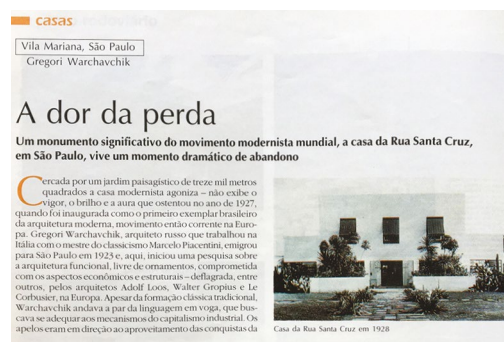 casas
Vila Mariana, São Paulo
Gregori Warchavchik
A dor da perda
Um monumento significativo do movimento modernista mundial, a casa da Rua Santa Cruz,
em São Paulo, vive um momento dramático de abandono
Cercada por um jardim paisagístico de treze mil metros
quadrados a casa modernista agoniza – não exibe o
vigor, o brilho e a aura que ostentou no ano de 1927,
quando foi inaugurada como o primeiro exemplar brasileiro
da arquitetura moderna, movimento então corrente na Euro-
pa. Gregori Warchavchik, arquiteto russo que trabalhou na
Itália com o mestre do classicismo Marcelo Piacentini, emigrou
para São Paulo em 1923 e, aqui, iniciou uma pesquisa sobre
a arquitetura funcional, livre de ornamentos, comprometida
com os aspectos econômicos e estruturais – deflagrada, entre
outros, pelos arquitetos Adolf Loos, Walter Gropius e Le
Corbusier, na Europa. Apesar da formação clássica tradicional,
Warchavchik andava a par da linguagem em voga, que bus-
cava se adequar aos mecanismos do capitalismo industrial. Os
apelos eram em direção ao aproveitamento das conquistas da
Casa da Rua Santa Cruz em 1928